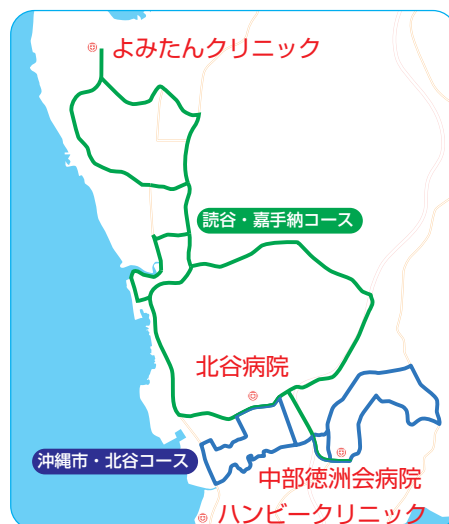 よみたんクリニック
読谷・嘉手納コース
北谷病院
沖縄市・北谷コース
中部徳洲会病院
ハンビークリニック